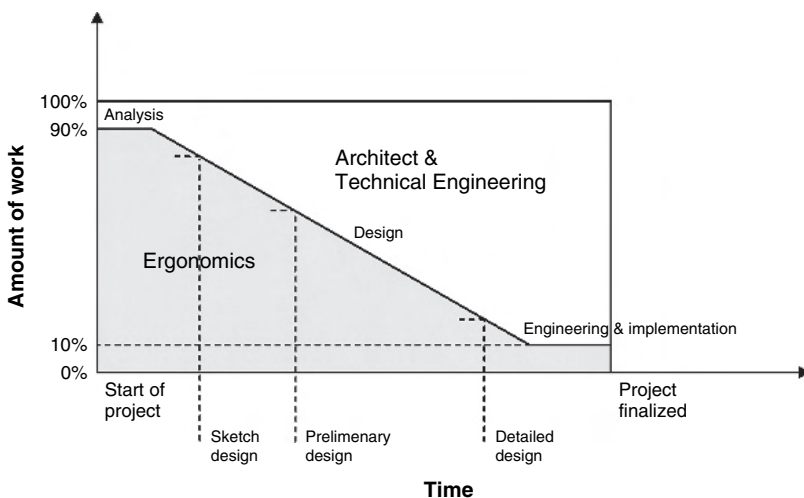 100%
Analysis
90%
Architect &
Technical Engineering
Amount of work
Design
Ergonomics
Engineering & implementation
10%
0%
Start of
project
Project
finalized
Sketch
design
Prelimenary
design
Detailed
design
Time